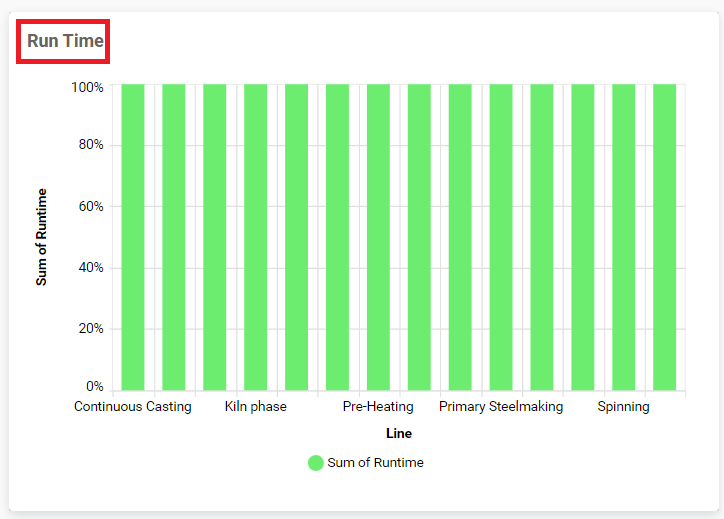 Run Time
100%
80%
60%
40%
20%
0%
Sum of Runtime
Continuous Casting Kiln phase Pre-Heating Primary Steelmaking Spinning
Line
Sum of Runtime